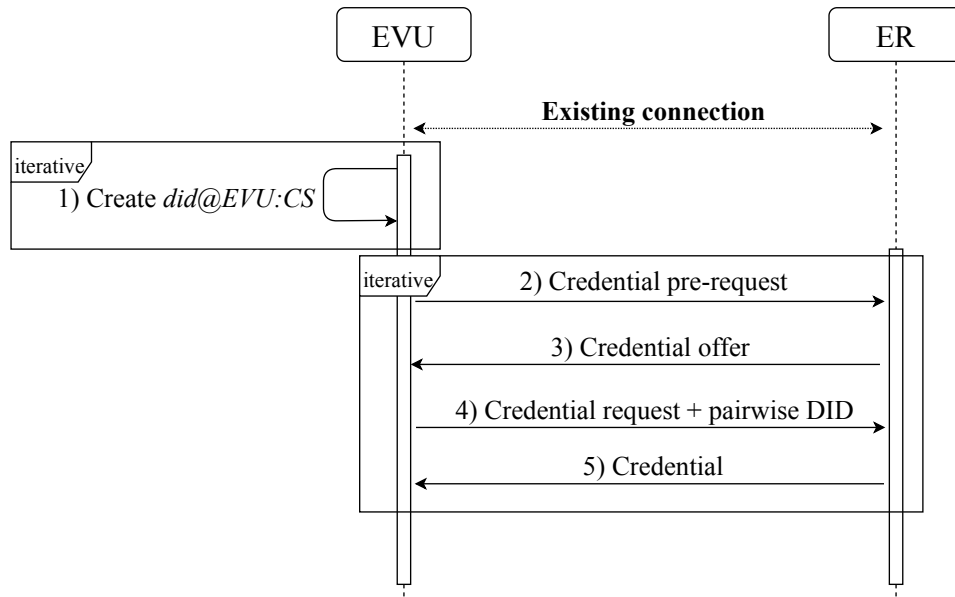 EVU
ER
Existing connection
iterative
1) Create did@EVU:CS
iterative
2) Credential pre-request
3) Credential offer
4) Credential request + pairwise DID
5) Credential